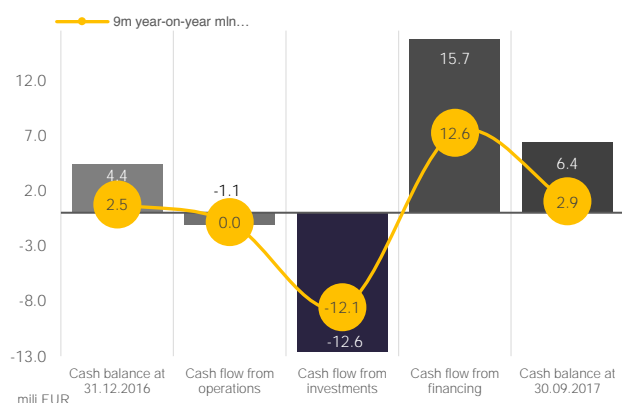 9m year-on-year mln...
12.0
7.0
2.0
-3.0
-8.0
-13.0
4.4
2.5
-1.1
0.0
-12.1
-12.6
15.7
12.6
6.4
2.9
Cash balance at
31.12.2016
Cash flow from
operations
Cash flow from
investments
Cash flow from
financing
Cash balance at
30.09.2017
milj EUR